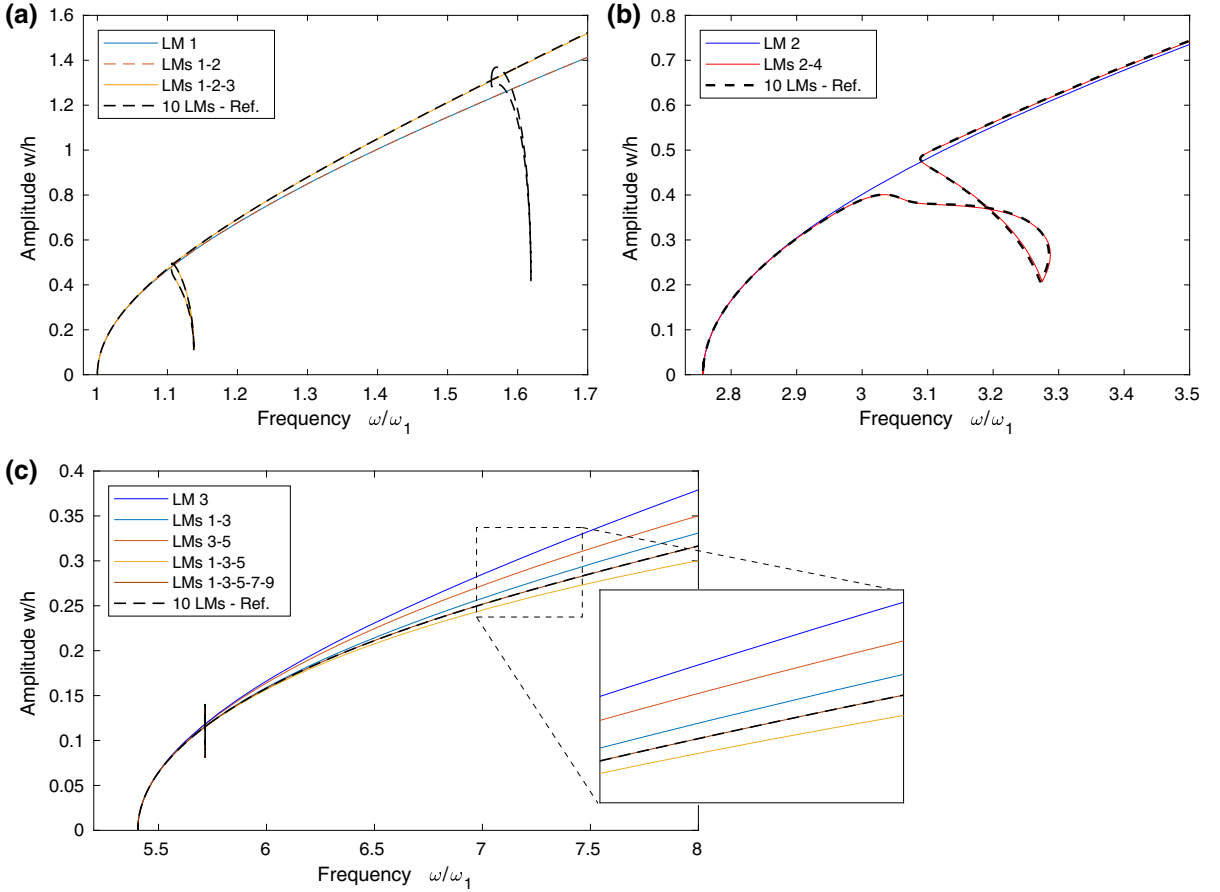 (a)
1.6
1.4
1.2
1
0.8
0.6
0.4
0.2
0
Amplitude w/h
LM 1
LMs 1-2
LMs 1-2-3
10 LMs - Ref.
1 1.1 1.2 1.3 1.4 1.5 1.6 1.7
Frequency ω/ω₁
(b)
0.8
0.7
0.6
0.5
0.4
0.3
0.2
0.1
0
Amplitude w/h
LM 2
LMs 2-4
10 LMs - Ref.
2.8 2.9 3 3.1 3.2 3.3 3.4 3.5
Frequency ω/ω₁
(c)
0.4
0.35
0.3
0.25
0.2
0.15
0.1
0.05
0
Amplitude w/h
LM 3
LMs 1-3
LMs 3-5
LMs 1-3-5
LMs 1-3-5-7-9
10 LMs - Ref.
5.5 6 6.5 7 7.5 8
Frequency ω/ω₁